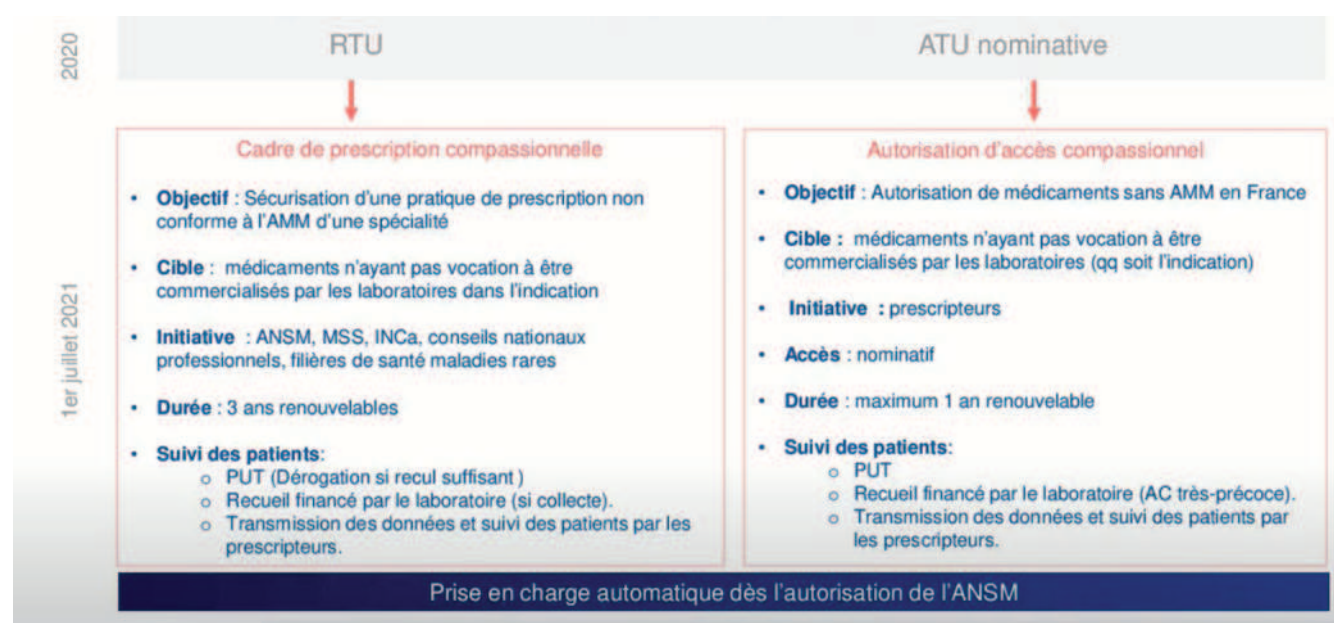 2020
RTU
ATU nominative
1er juillet 2021
Cadre de prescription compassionnelle
• Objectif : Sécurisation d'une pratique de prescription non
conforme à l'AMM d'une spécialité
• Cible : médicaments n'ayant pas vocation à être
commercialisés par les laboratoires dans l'indication
• Initiative : ANSM, MSS, INCa, conseils nationaux
professionnels, filières de santé maladies rares
• Durée : 3 ans renouvelables
• Suivi des patients:
o PUT (Dérogation si recul suffisant )
o Recueil financé par le laboratoire (si collecte).
o Transmission des données et suivi des patients par les
prescripteurs.
Autorisation d'accès compassionnel
• Objectif : Autorisation de médicaments sans AMM en France
• Cible : médicaments n'ayant pas vocation à être
commercialisés par les laboratoires (qq soit l'indication)
• Initiative : prescripteurs
• Accès : nominatif
• Durée : maximum 1 an renouvelable
• Suivi des patients:
o PUT
o Recueil financé par le laboratoire (AC très-précoce).
o Transmission des données et suivi des patients par
les prescripteurs.
Prise en charge automatique dès l'autorisation de l'ANSM